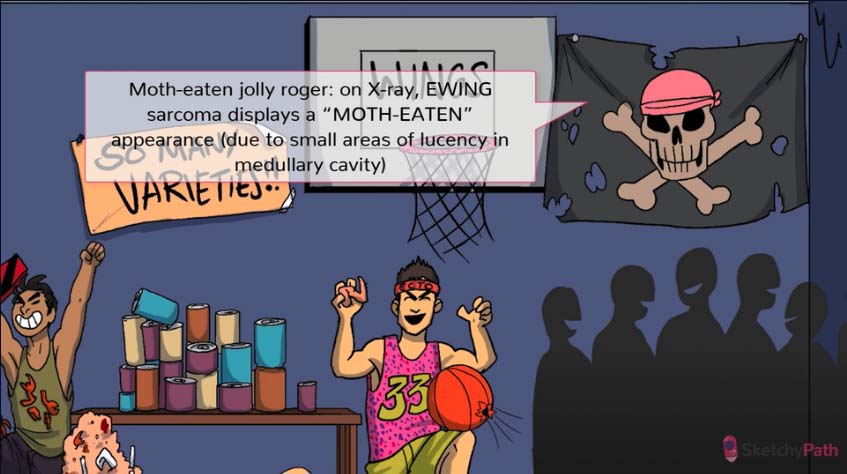 Moth-eaten jolly roger: on X-ray, EWING
sarcoma displays a “MOTH-EATEN”
appearance (due to small areas of lucency in
medullary cavity)
WINGS
SO MANY
VARIETIES!!
ECTO
33
SketchyPath